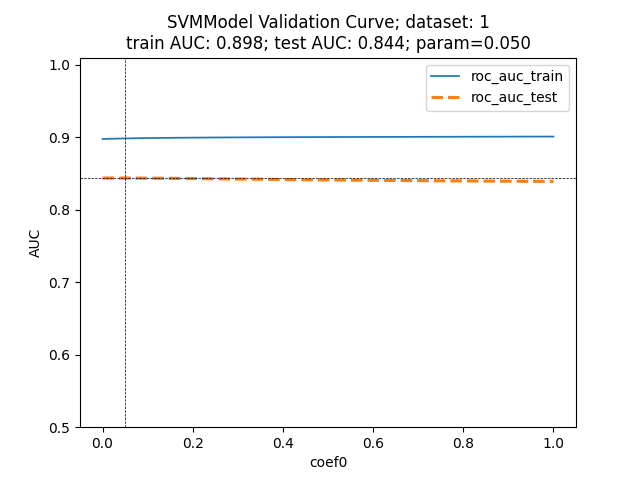 SVMModel Validation Curve; dataset: 1
train AUC: 0.898; test AUC: 0.844; param=0.050
roc_auc_train
roc_auc_test
AUC
1.0
0.9
0.8
0.7
0.6
0.5
0.0 0.2 0.4 0.6 0.8 1.0
coef0